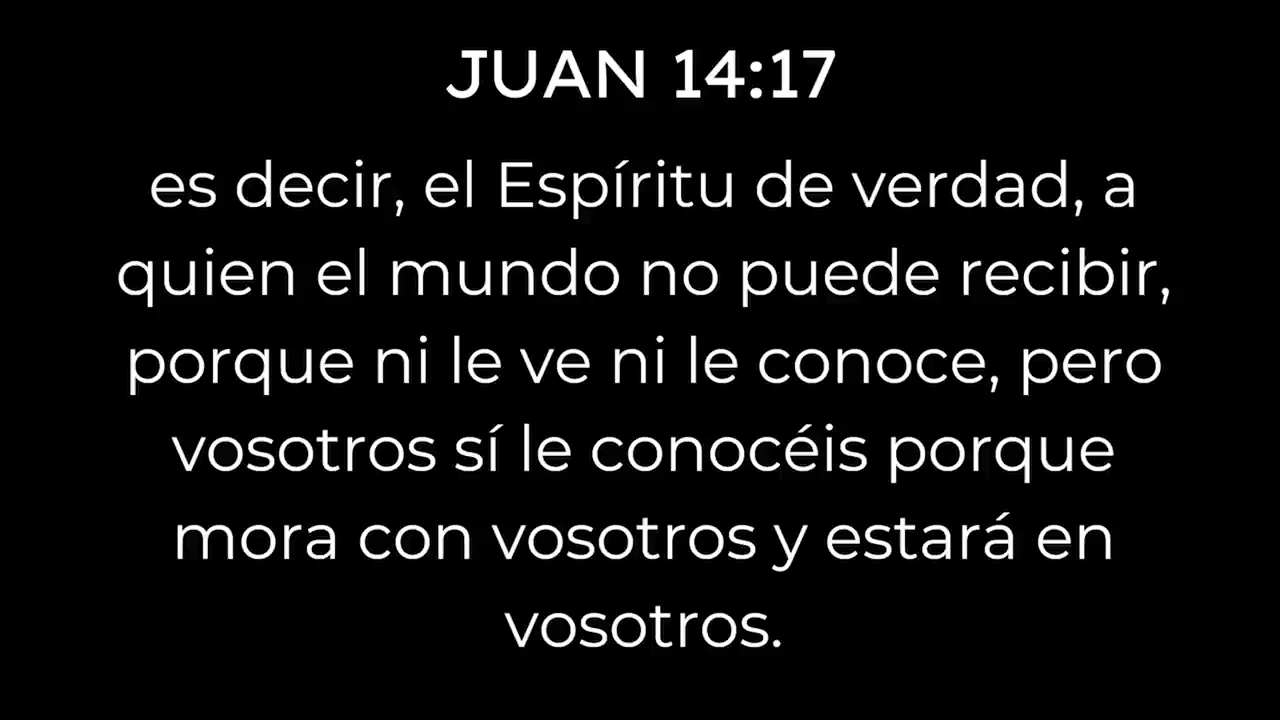 JUAN 14:17
es decir, el Espíritu de verdad, a
quien el mundo no puede recibir,
porque ni le ve ni le conoce, pero
vosotros sí le conocéis porque
mora con vosotros y estará en
vosotros.